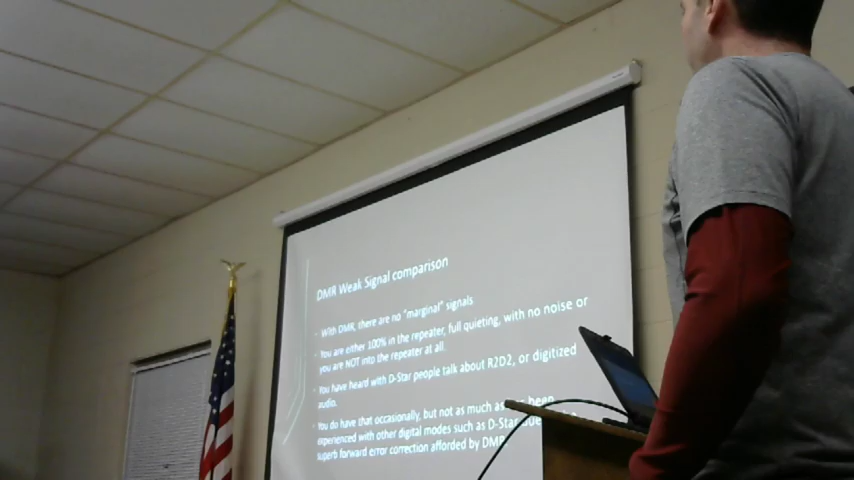 DMR Weak Signal comparison
With DMR, there are no "marginal" signals
You are either 100% in the repeater, full quieting, with no noise or
you are NOT into the repeater at all.
You have heard with D-Star people talk about R2D2, or digitized
audio.
You do have that occasionally, but not as much as been
experienced with other digital modes such as D-Star
superb forward error correction afforded by DMR